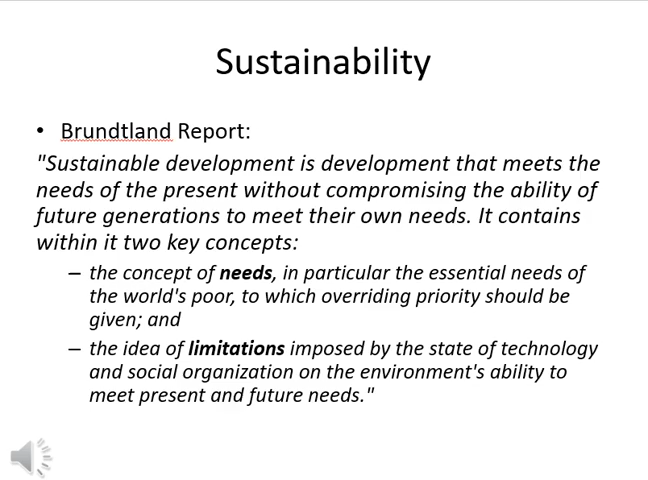 Sustainability
• Brundtland Report:
"Sustainable development is development that meets the
needs of the present without compromising the ability of
future generations to meet their own needs. It contains
within it two key concepts:
– the concept of needs, in particular the essential needs of
the world's poor, to which overriding priority should be
given; and
– the idea of limitations imposed by the state of technology
and social organization on the environment's ability to
meet present and future needs."